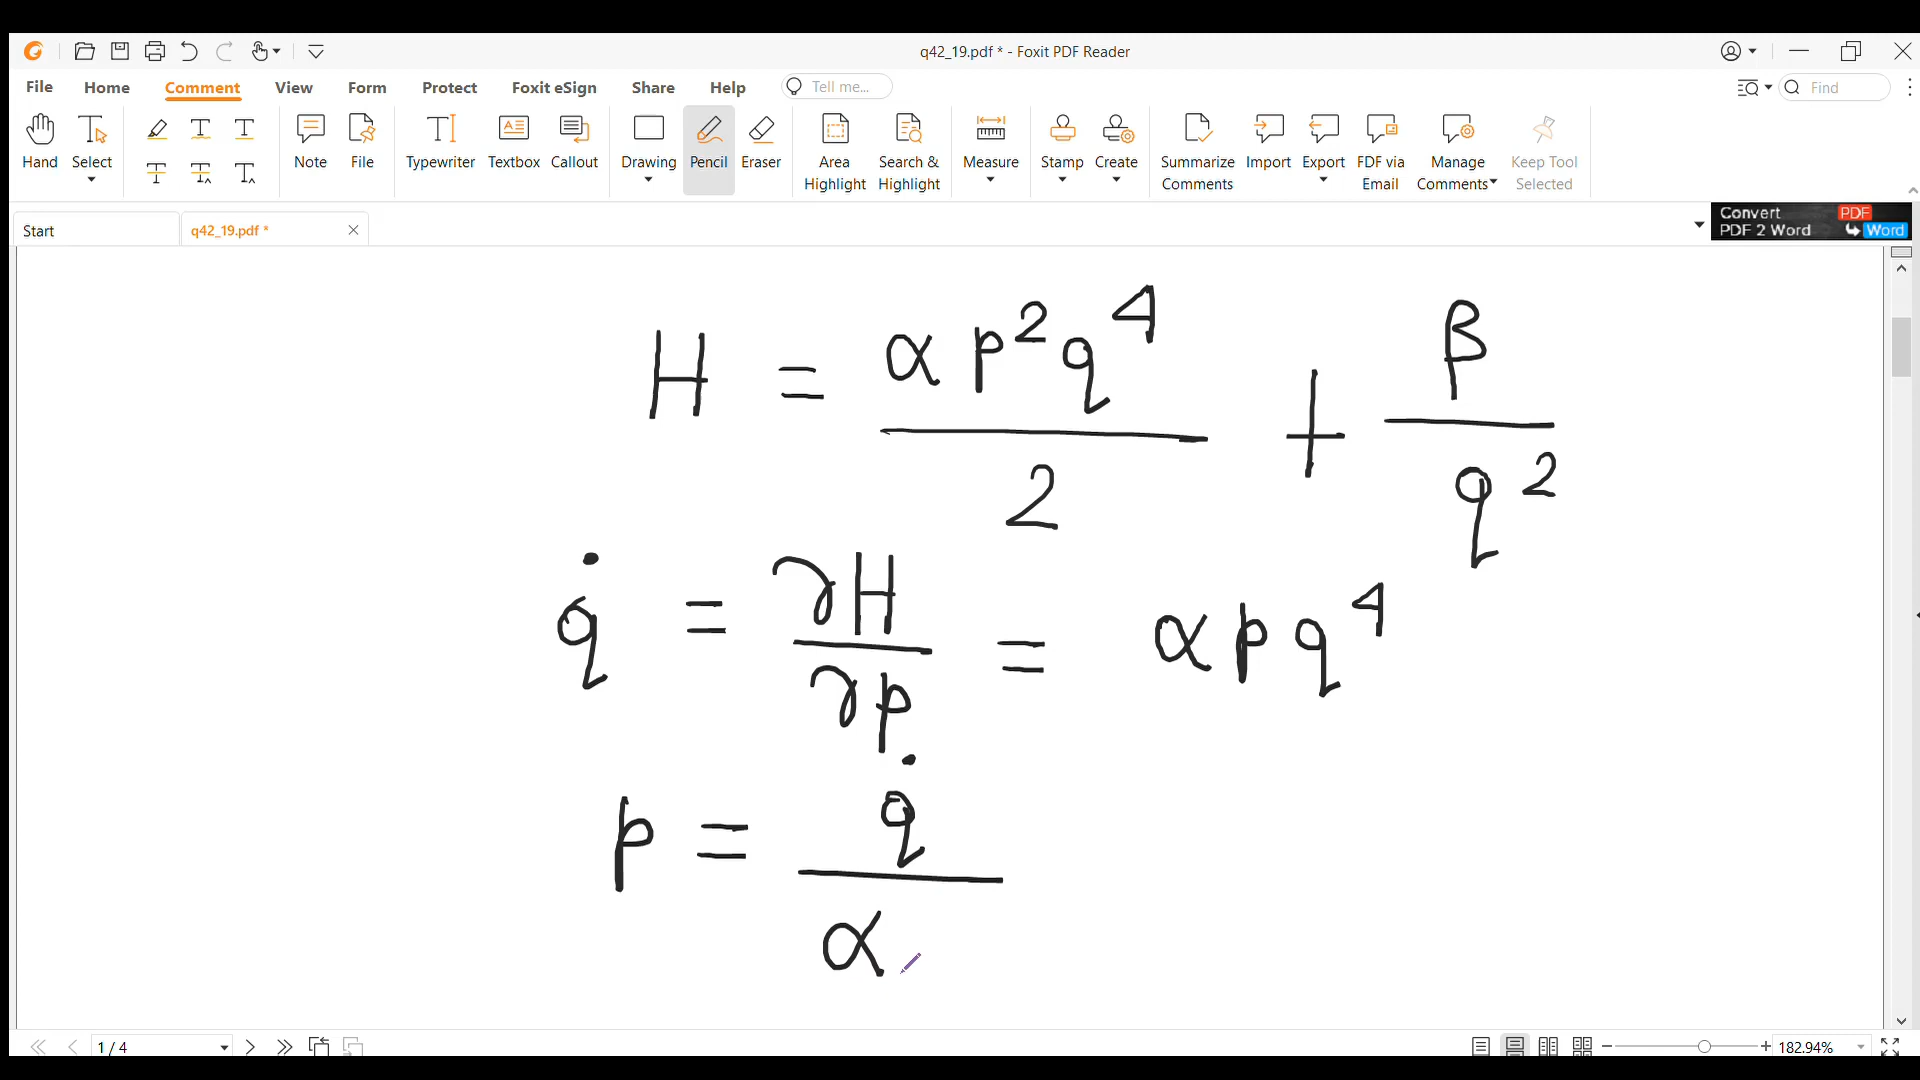 q42_19.pdf * - Foxit PDF Reader
File Home Comment View Form Protect Foxit eSign Share Help Tell me... Find
Hand Select Note File Typewriter Textbox Callout Drawing Pencil Eraser Area Highlight Search & Highlight Measure Stamp Create Summarize Comments Import Export FDF via Email Manage Comments Keep Tool Selected
Start q42_19.pdf * Convert PDF 2 Word PDF Word
H = αp²q⁴/2 + β/q²
q̇ = ∂H/∂p = αpq⁴
p = q̇/α
1 / 4 182.94%